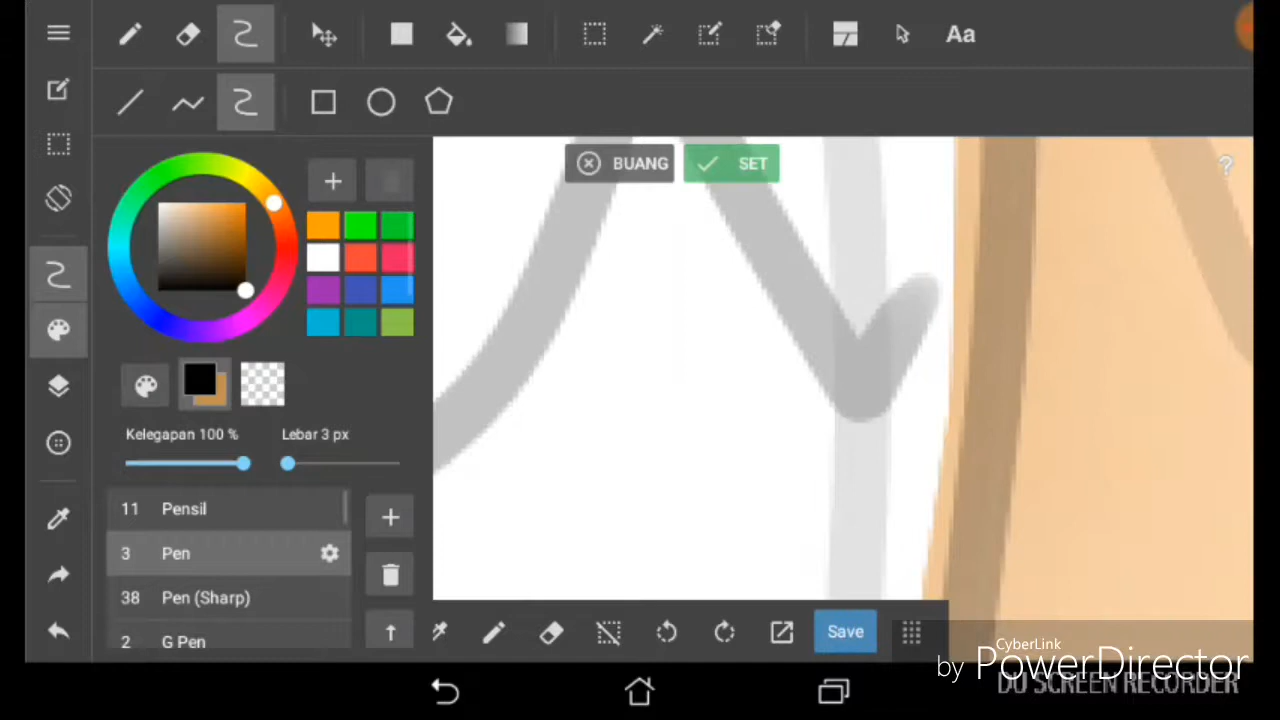 Aa
BUANG
SET
?
Kelegapan 100 %
Lebar 3 px
11 Pensil
3 Pen
38 Pen (Sharp)
2 G Pen
Save
CyberLink
by PowerDirector
DU SCREEN RECORDER